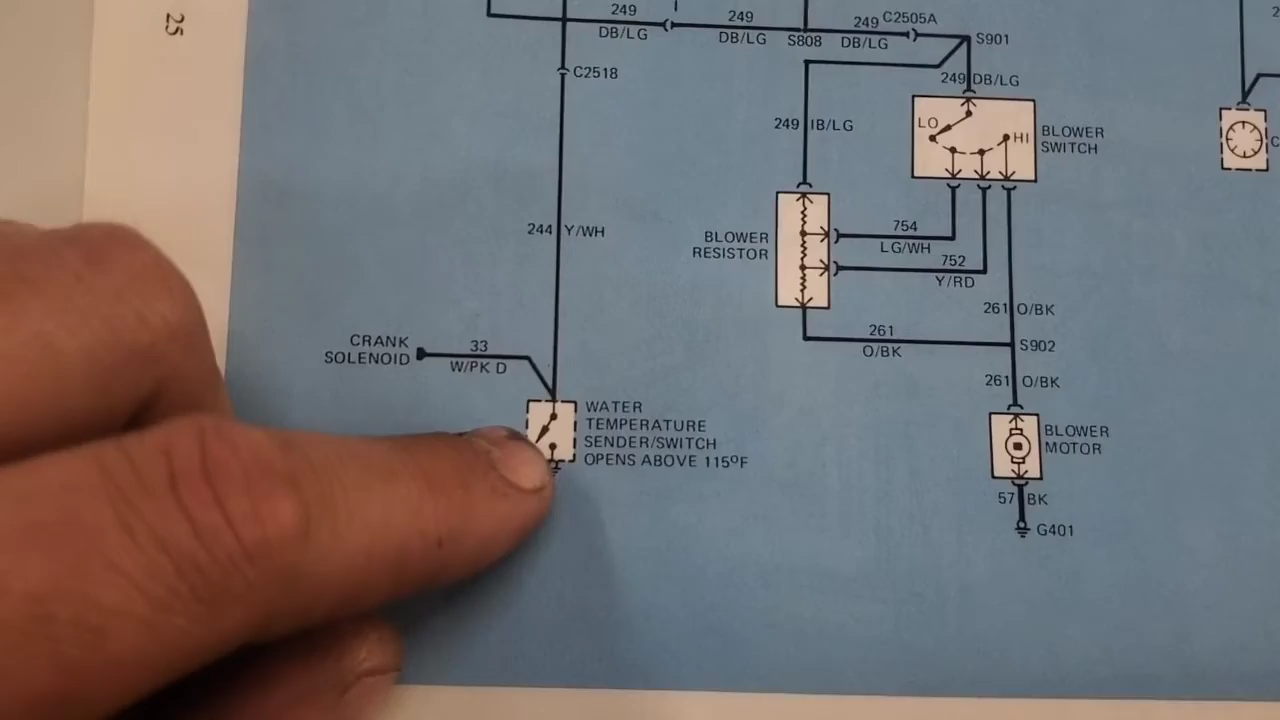 25
249
DB/LG
249
DB/LG
S808
249
DB/LG
C2505A
S901
C2518
249 DB/LG
LO
HI
BLOWER
SWITCH
249 IB/LG
244 Y/WH
BLOWER
RESISTOR
754
LG/WH
752
Y/RD
261 O/BK
261
O/BK
S902
CRANK
SOLENOID
33
W/PK D
261 O/BK
WATER
TEMPERATURE
SENDER/SWITCH
OPENS ABOVE 115ºF
BLOWER
MOTOR
57 BK
G401